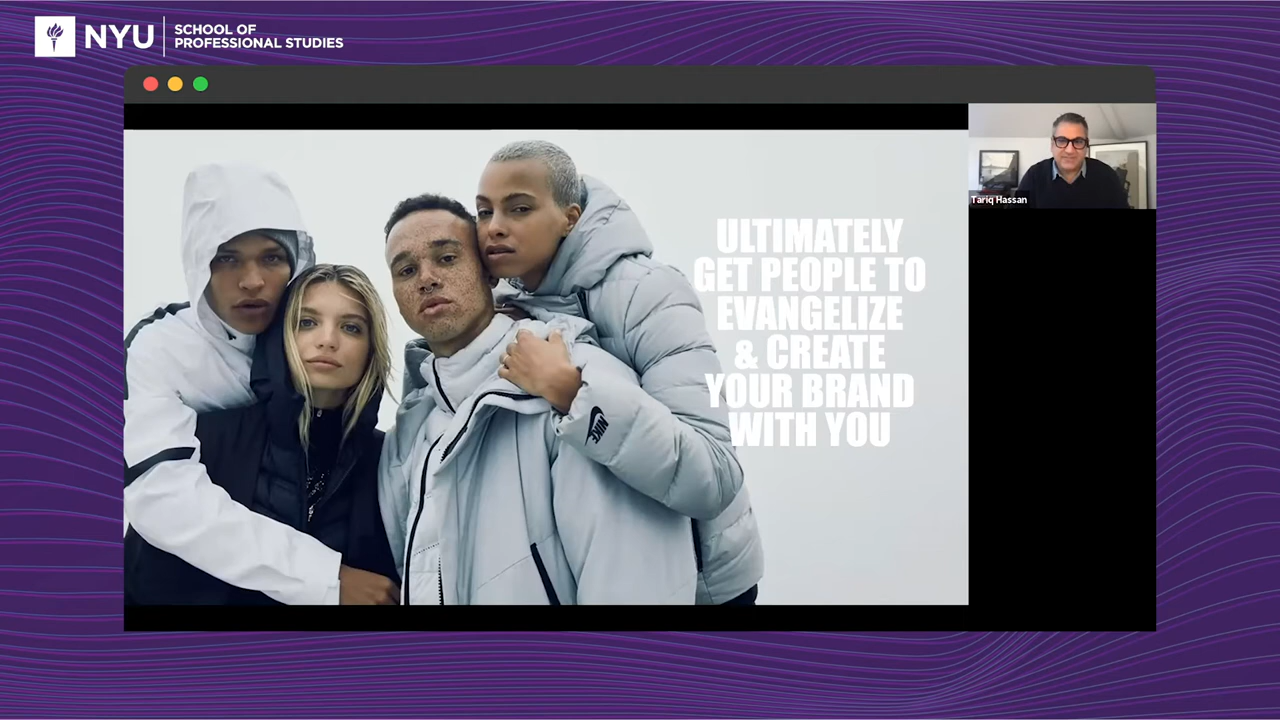 NYU
SCHOOL OF
PROFESSIONAL STUDIES
Tariq Hassan
ULTIMATELY
GET PEOPLE TO
EVANGELIZE
& CREATE
YOUR BRAND
WITH YOU
NIKE